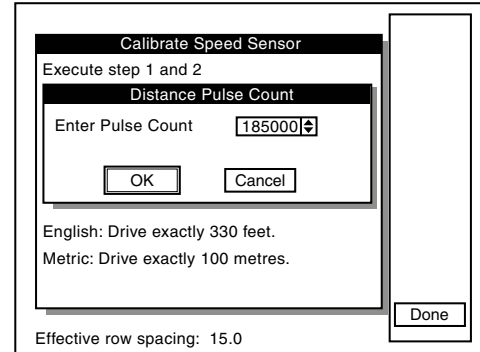 Calibrate Speed Sensor
Execute step 1 and 2
Distance Pulse Count
Enter Pulse Count 185000
OK Cancel
English: Drive exactly 330 feet.
Metric: Drive exactly 100 metres.
Done
Effective row spacing: 15.0